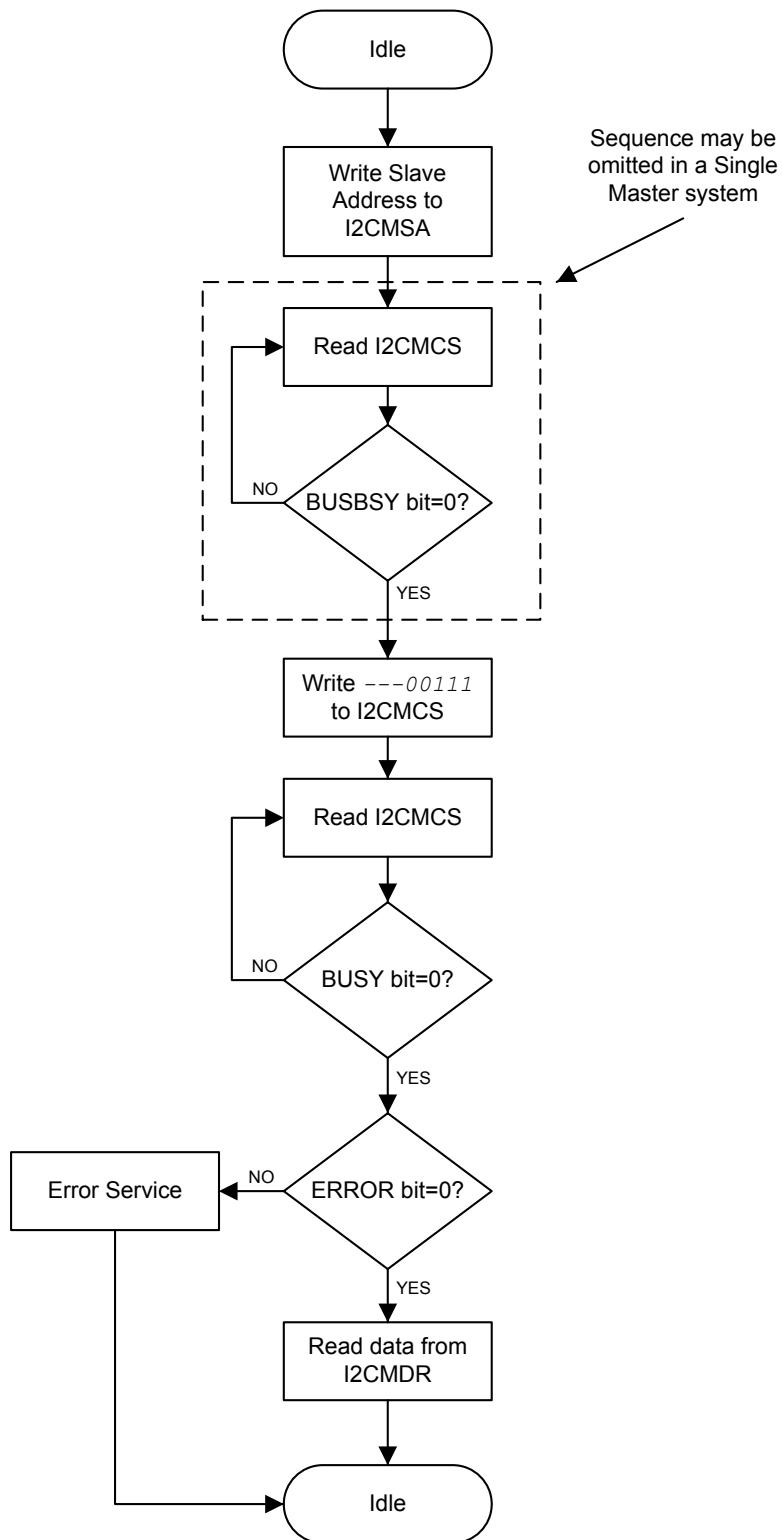 Idle
Sequence may be
omitted in a Single
Master system
Write Slave
Address to
I2CMSA
Read I2CMCS
NO
BUSBSY bit=0?
YES
Write ---00111
to I2CMCS
Read I2CMCS
NO
BUSY bit=0?
YES
Error Service
NO
ERROR bit=0?
YES
Read data from
I2CMDR
Idle